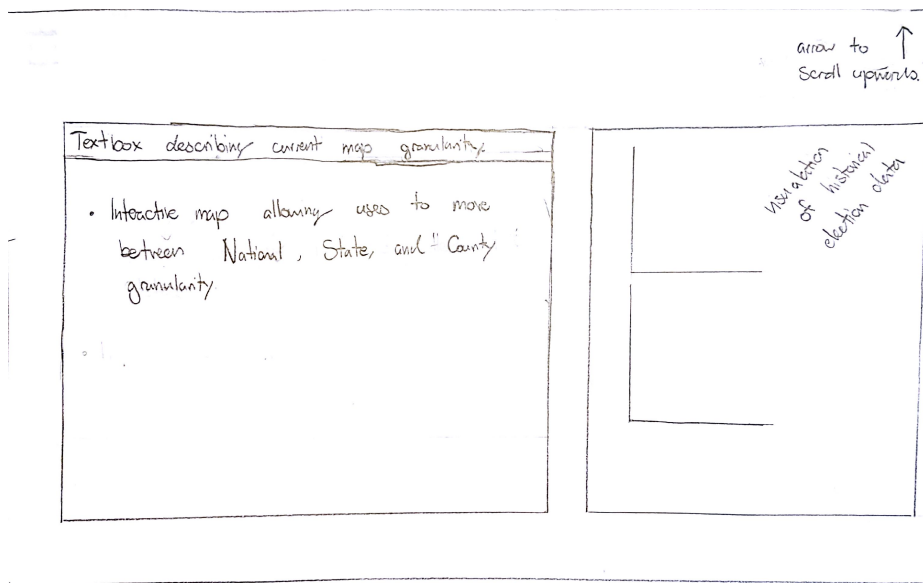 arrow to
Scroll upwards.
Textbox describing current map granularity.
• Interactive map allowing uses to move
between National, State, and "County"
granularity
visualization
of historical
election data